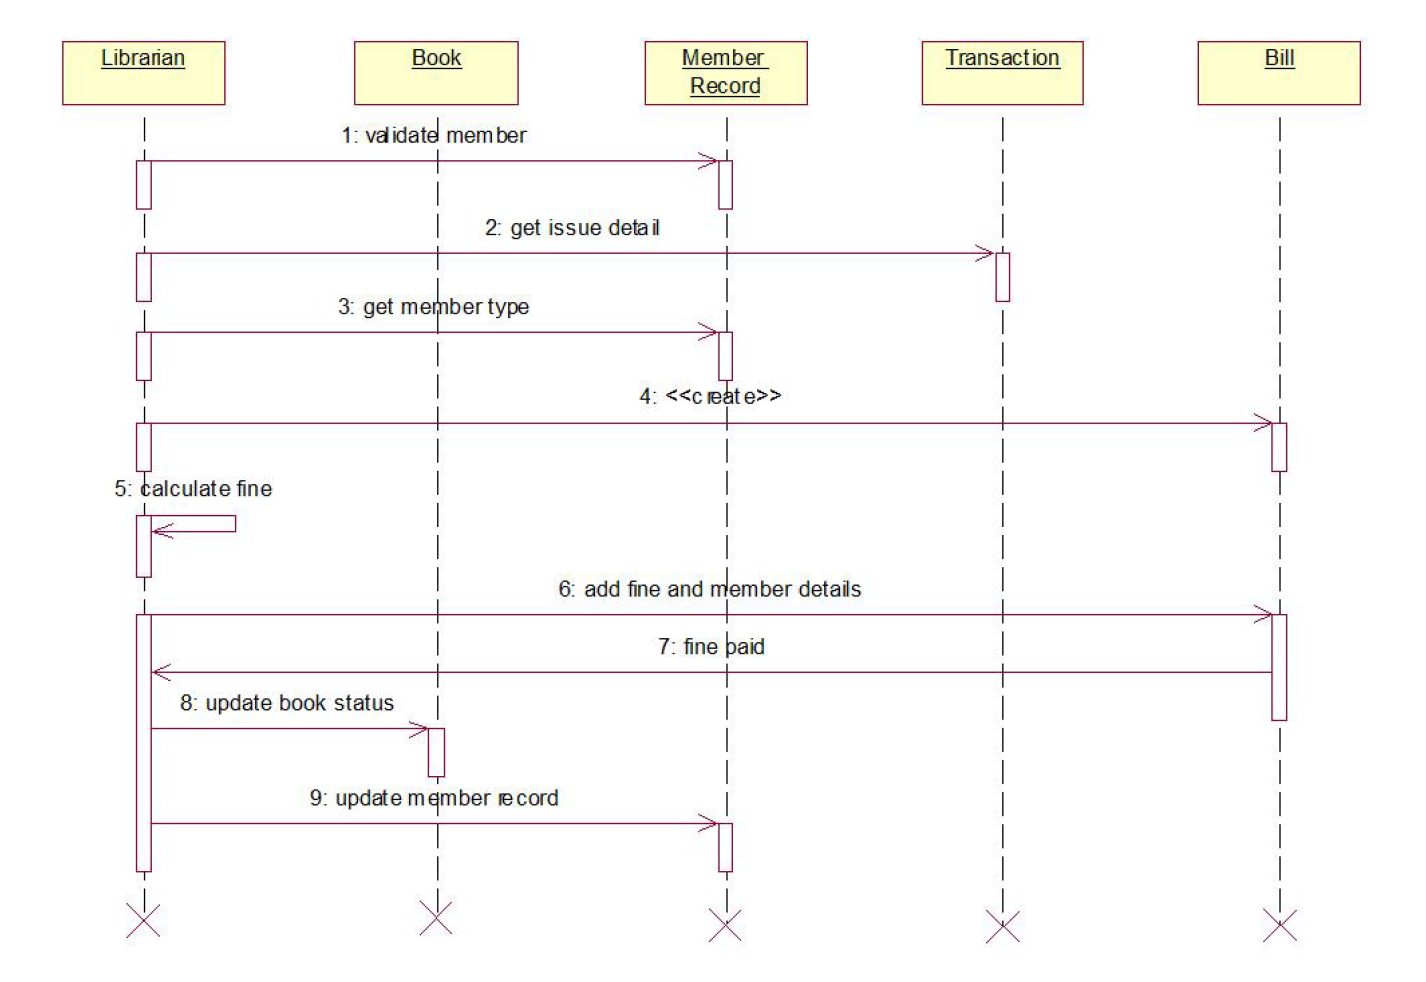 Librarian
Book
Member
Record
Transaction
Bill
1: validate member
2: get issue detail
3: get member type
4: <<create>>
5: calculate fine
6: add fine and member details
7: fine paid
8: update book status
9: update member record